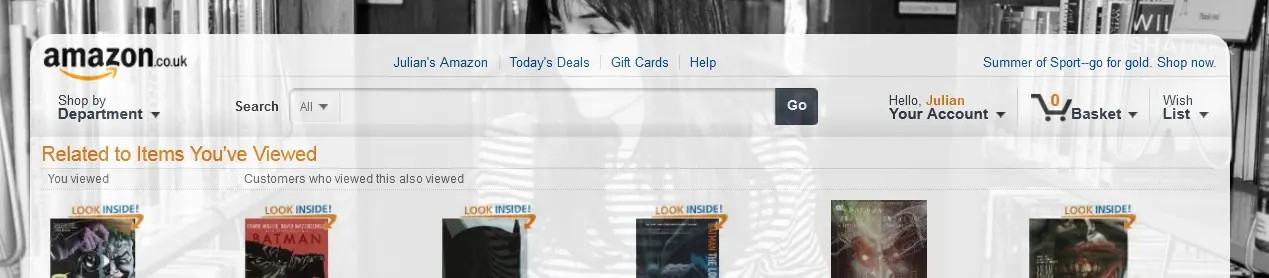 WILL
amazon.co.uk
Julian's Amazon
Today's Deals
Gift Cards
Help
Summer of Sport--go for gold. Shop now.
Shop by
Department
Search
All
Go
Hello, Julian
Your Account
0
Basket
Wish
List
Related to Items You've Viewed
You viewed
Customers who viewed this also viewed
LOOK INSIDE!
LOOK INSIDE!
LOOK INSIDE!
LOOK INSIDE!
LOOK INSIDE!
BATMAN
BATMAN
BATMAN